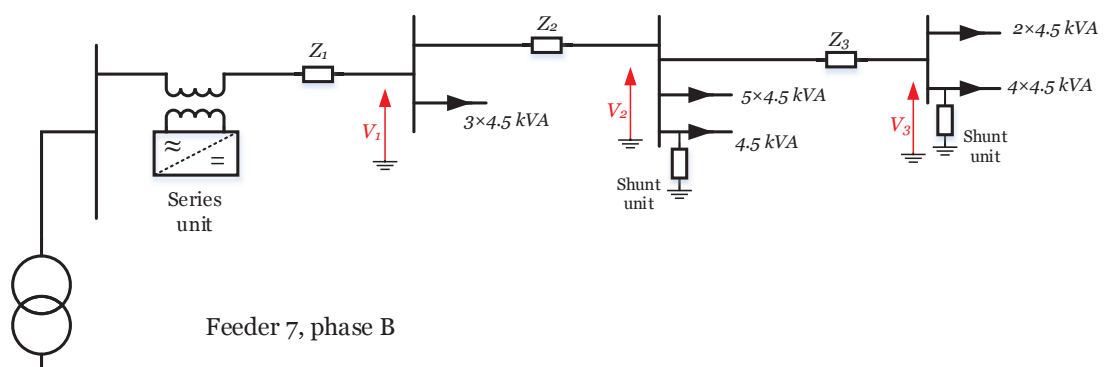 Z1
Z2
Z3
2×4.5 kVA
V1
3×4.5 kVA
V2
5×4.5 kVA
4.5 kVA
V3
4×4.5 kVA
≈
=
Series
unit
Shunt
unit
Shunt
unit
Feeder 7, phase B